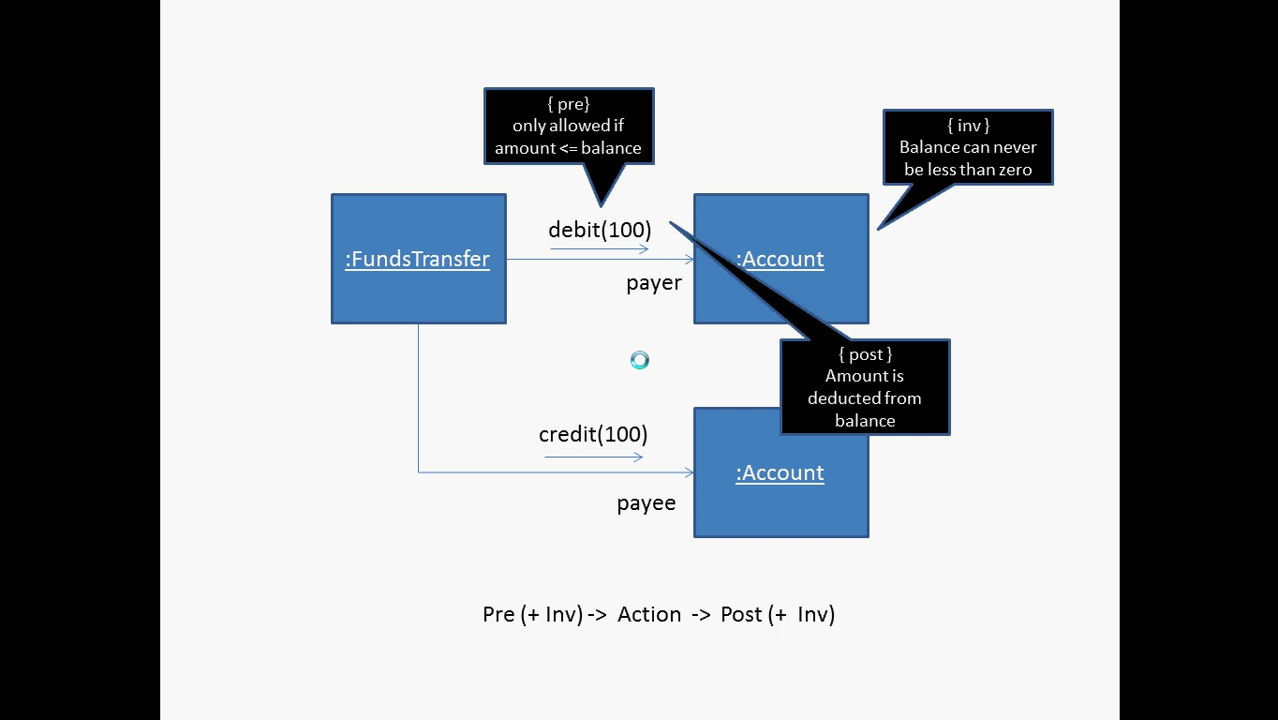 { pre}
only allowed if
amount <= balance
{ inv }
Balance can never
be less than zero
debit(100)
:FundsTransfer
:Account
payer
{ post }
Amount is
deducted from
balance
credit(100)
:Account
payee
Pre (+ Inv) -> Action -> Post (+ Inv)